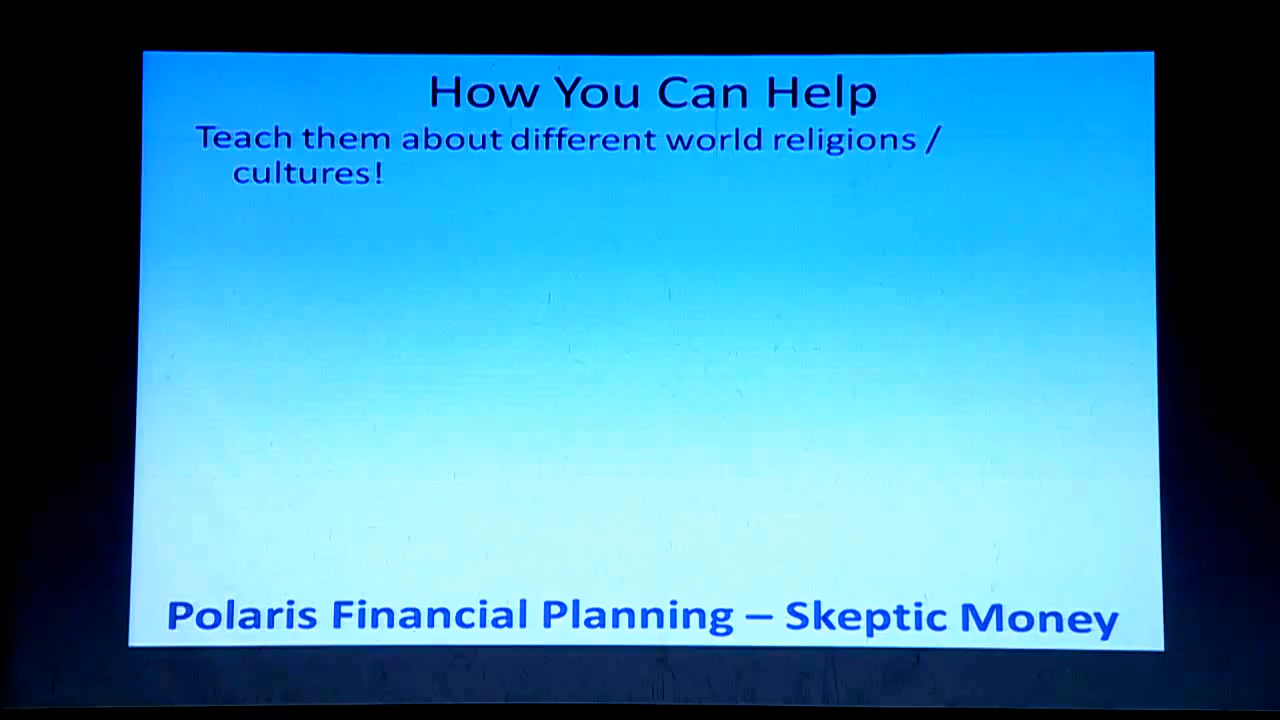 How You Can Help
Teach them about different world religions /
cultures!
Polaris Financial Planning – Skeptic Money